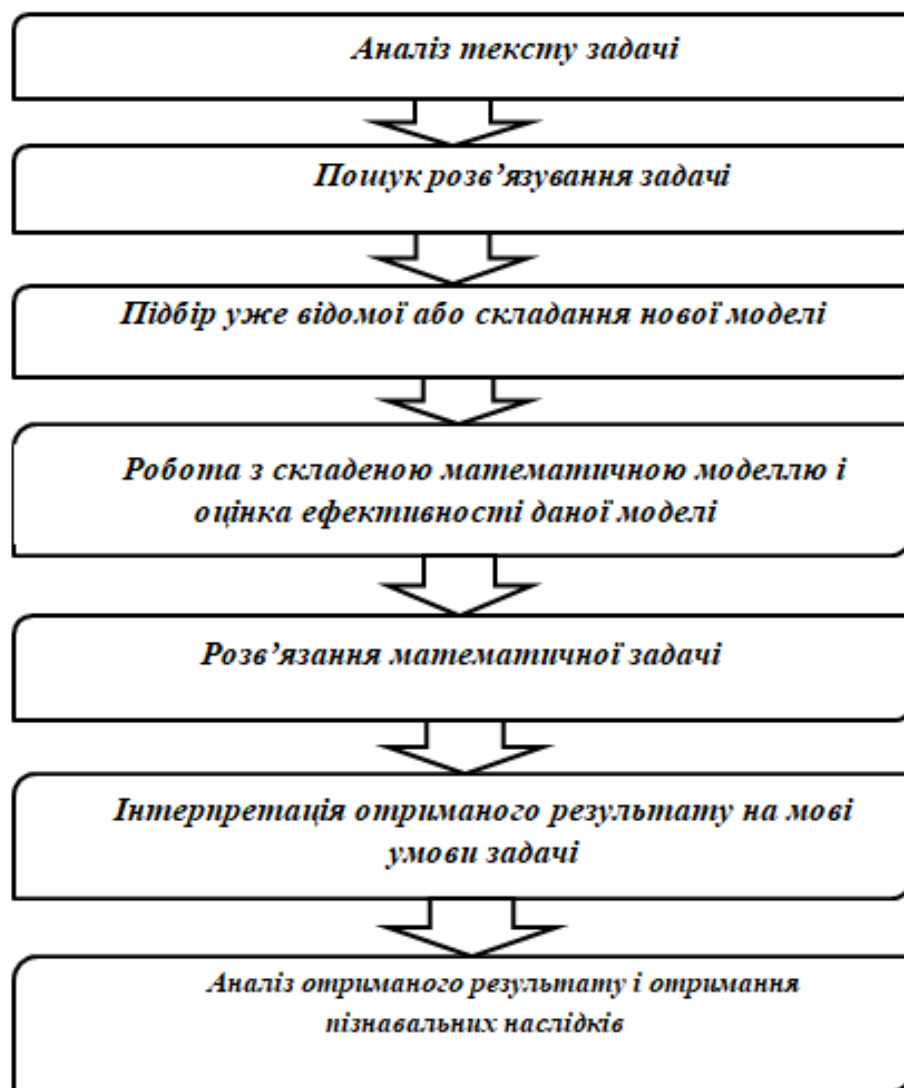 Аналіз тексту задачі
Пошук розв’язування задачі
Підбір уже відомої або складання нової моделі
Робота з складеною математичною моделлю і
оцінка ефективності даної моделі
Розв’язання математичної задачі
Інтерпретація отриманого результату на мові
умови задачі
Аналіз отриманого результату і отримання
пізнавальних наслідків